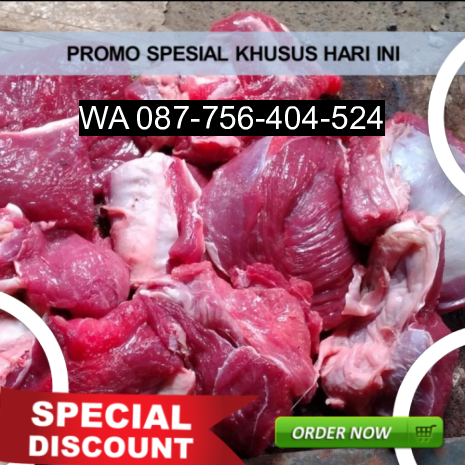 PROMO SPESIAL KHUSUS HARI INI
WA 087-756-404-524
SPECIAL
DISCOUNT
ORDER NOW